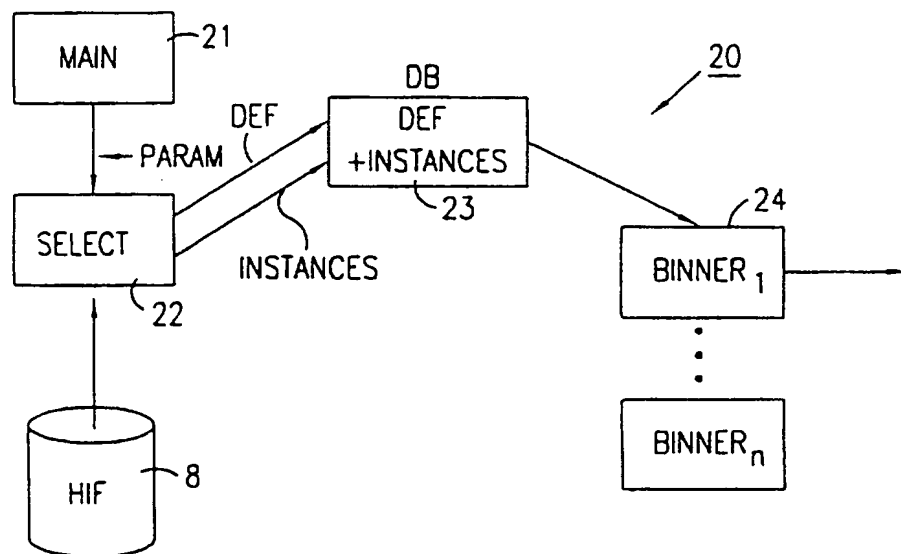 MAIN
21
DB
20
DEF
DEF
+INSTANCES
23
PARAM
SELECT
22
INSTANCES
24
BINNER1
BINNERn
HIF
8